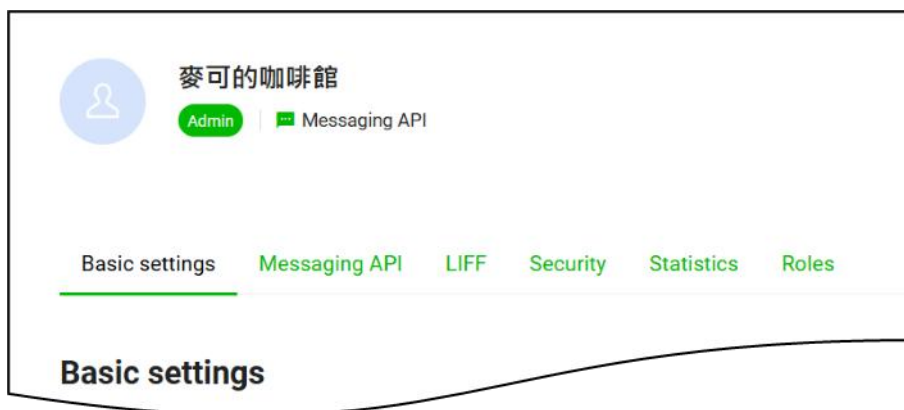 麥可的咖啡館
Admin Messaging API
Basic settings Messaging API LIFF Security Statistics Roles
Basic settings